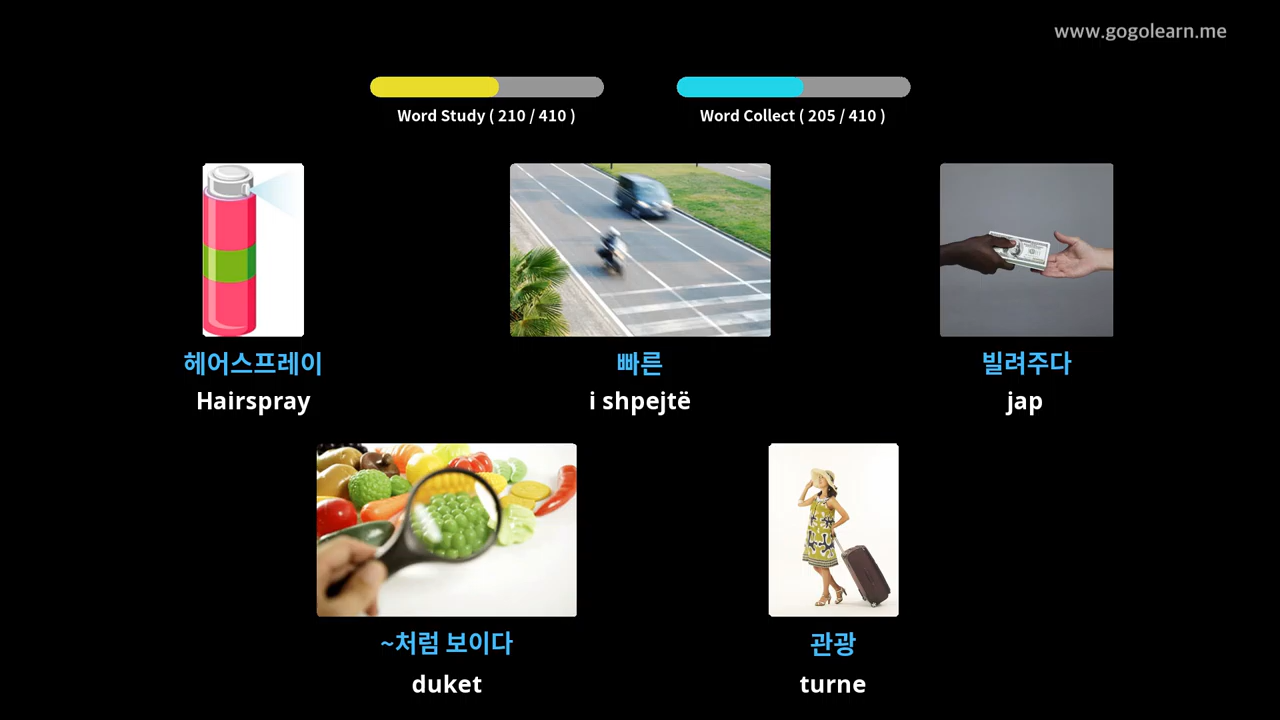 www.gogolearn.me
Word Study ( 210 / 410 )
Word Collect ( 205 / 410 )
헤어스프레이
Hairspray
빠른
i shpejtë
빌려주다
jap
~처럼 보이다
duket
관광
turne